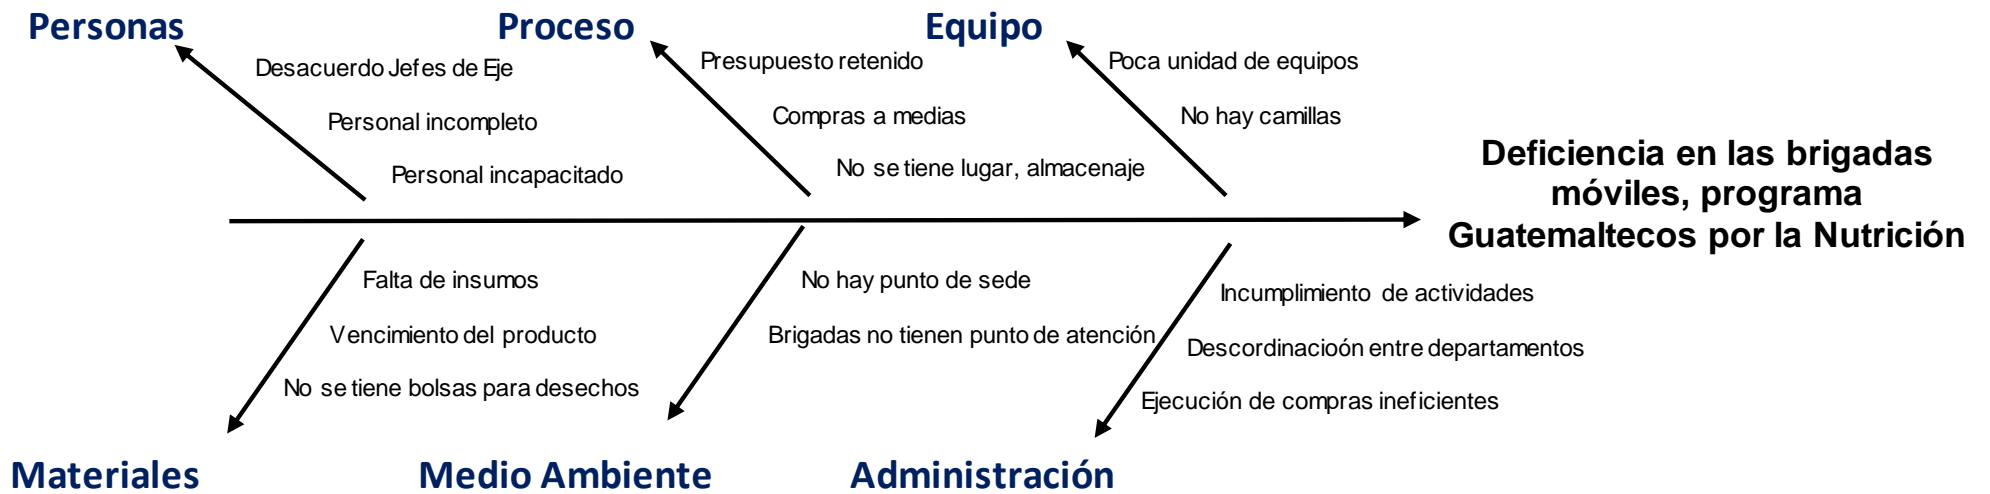 Personas
Proceso
Equipo
Desacuerdo Jefes de Eje
Personal incompleto
Personal incapacitado
Presupuesto retenido
Compras a medias
No se tiene lugar, almacenaje
Poca unidad de equipos
No hay camillas
Deficiencia en las brigadas
móviles, programa
Guatemaltecos por la Nutrición
Falta de insumos
Vencimiento del producto
No se tiene bolsas para desechos
No hay punto de sede
Brigadas no tienen punto de atención
Incumplimiento de actividades
Descordinacioón entre departamentos
Ejecución de compras ineficientes
Materiales
Medio Ambiente
Administración